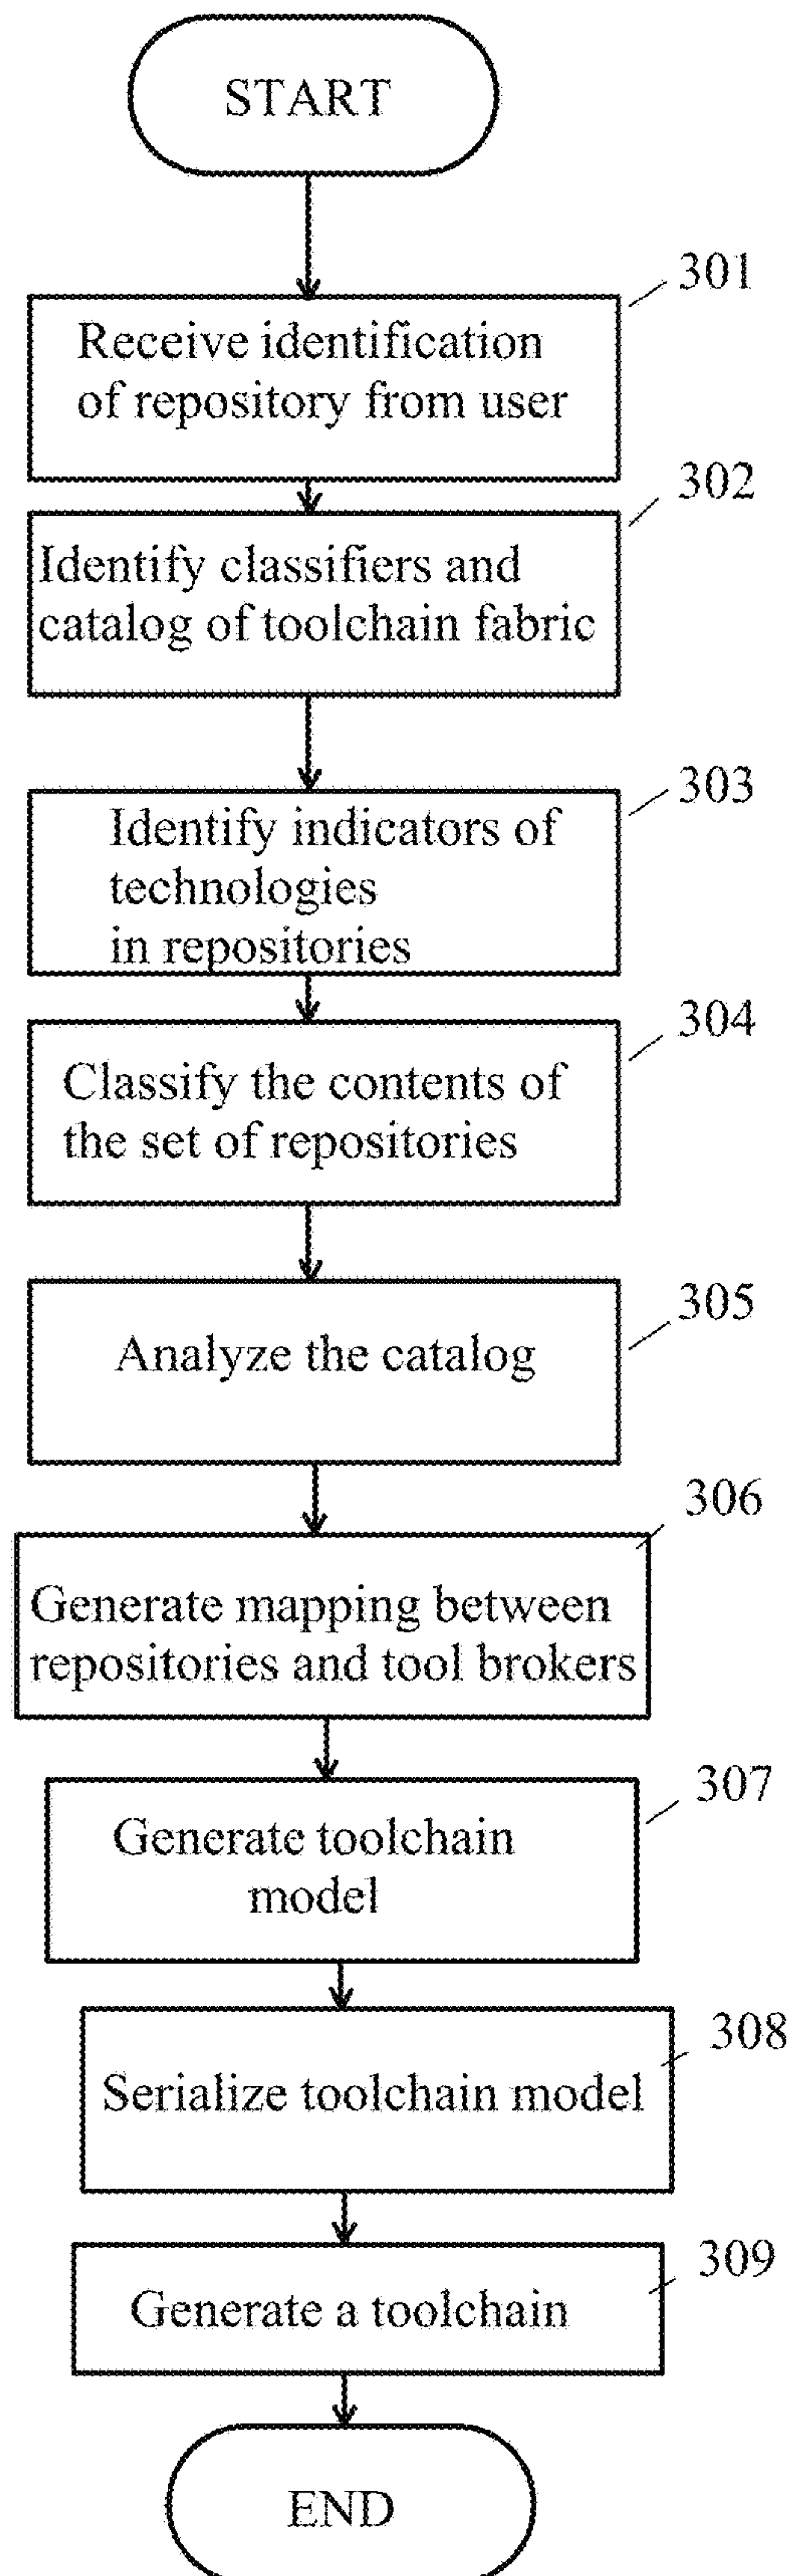 START
301
Receive identification
of repository from user
302
Identify classifiers and
catalog of toolchain fabric
303
Identify indicators of
technologies
in repositories
304
Classify the contents of
the set of repositories
305
Analyze the catalog
306
Generate mapping between
repositories and tool brokers
307
Generate toolchain
model
308
Serialize toolchain model
309
Generate a toolchain
END